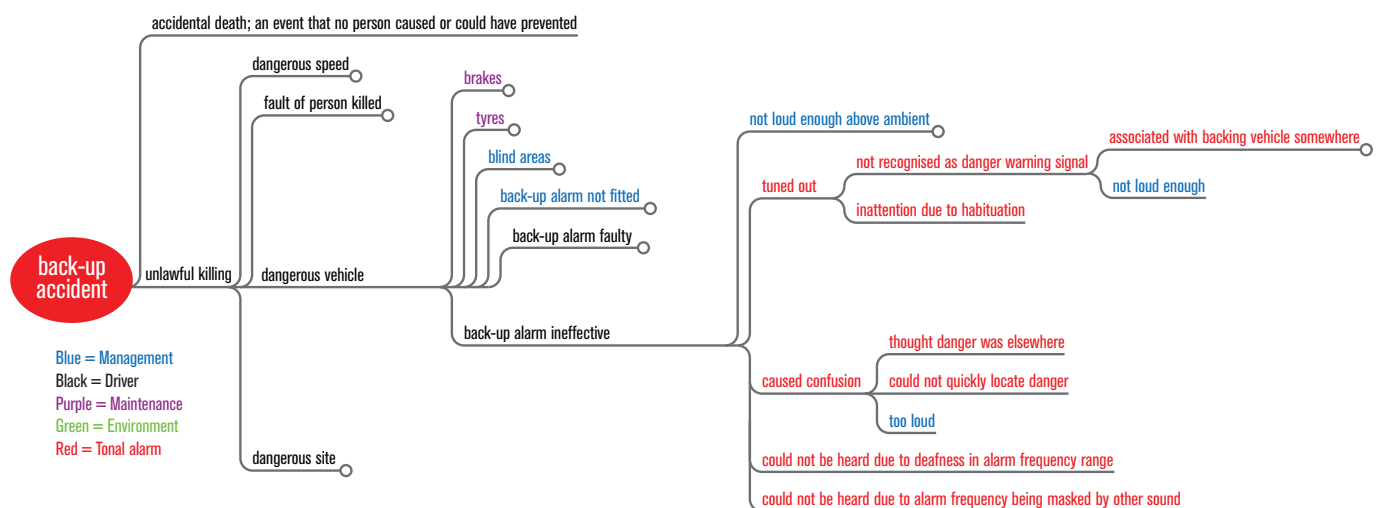 accidental death; an event that no person caused or could have prevented
dangerous speed
fault of person killed
brakes
tyres
blind areas
back-up alarm not fitted
back-up alarm faulty
not loud enough above ambient
associated with backing vehicle somewhere
not recognised as danger warning signal
tuned out
not loud enough
inattention due to habituation
back-up
accident
unlawful killing
dangerous vehicle
back-up alarm ineffective
thought danger was elsewhere
caused confusion
could not quickly locate danger
too loud
Blue = Management
Black = Driver
Purple = Maintenance
Green = Environment
Red = Tonal alarm
dangerous site
could not be heard due to deafness in alarm frequency range
could not be heard due to alarm frequency being masked by other sound